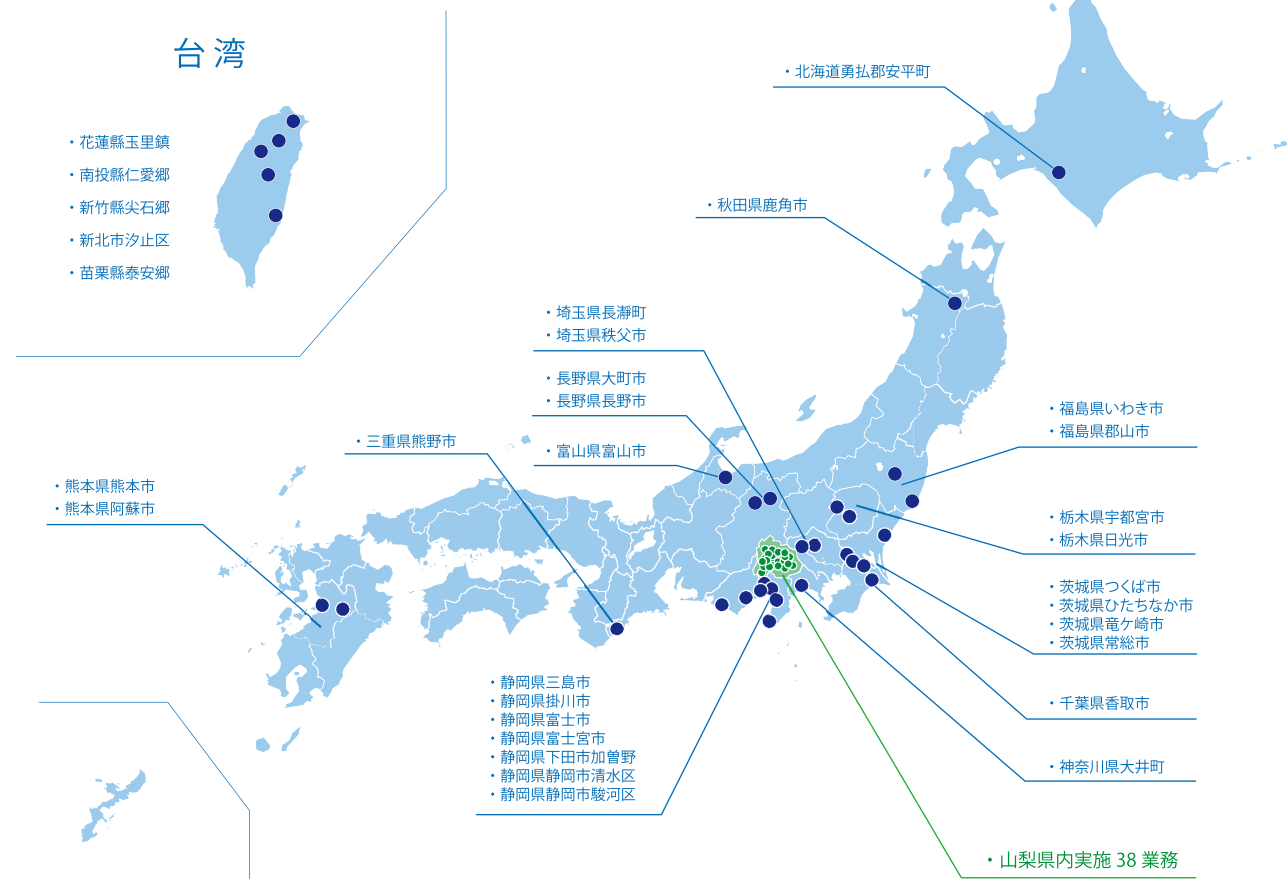 台湾
・花蓮縣玉里鎮
・南投縣仁愛郷
・新竹縣尖石郷
・新北市汐止区
・苗栗縣泰安郷
・北海道勇払郡安平町
・秋田県鹿角市
・埼玉県長瀞町
・埼玉県秩父市
・長野県大町市
・長野県長野市
・富山県富山市
・三重県熊野市
・熊本県熊本市
・熊本県阿蘇市
・福島県いわき市
・福島県郡山市
・栃木県宇都宮市
・栃木県日光市
・茨城県つくば市
・茨城県ひたちなか市
・茨城県竜ケ崎市
・茨城県常総市
・千葉県香取市
・神奈川県大井町
・静岡県三島市
・静岡県掛川市
・静岡県富士市
・静岡県富士宮市
・静岡県下田市加曽野
・静岡県静岡市清水区
・静岡県静岡市駿河区
・山梨県内実施 38 業務